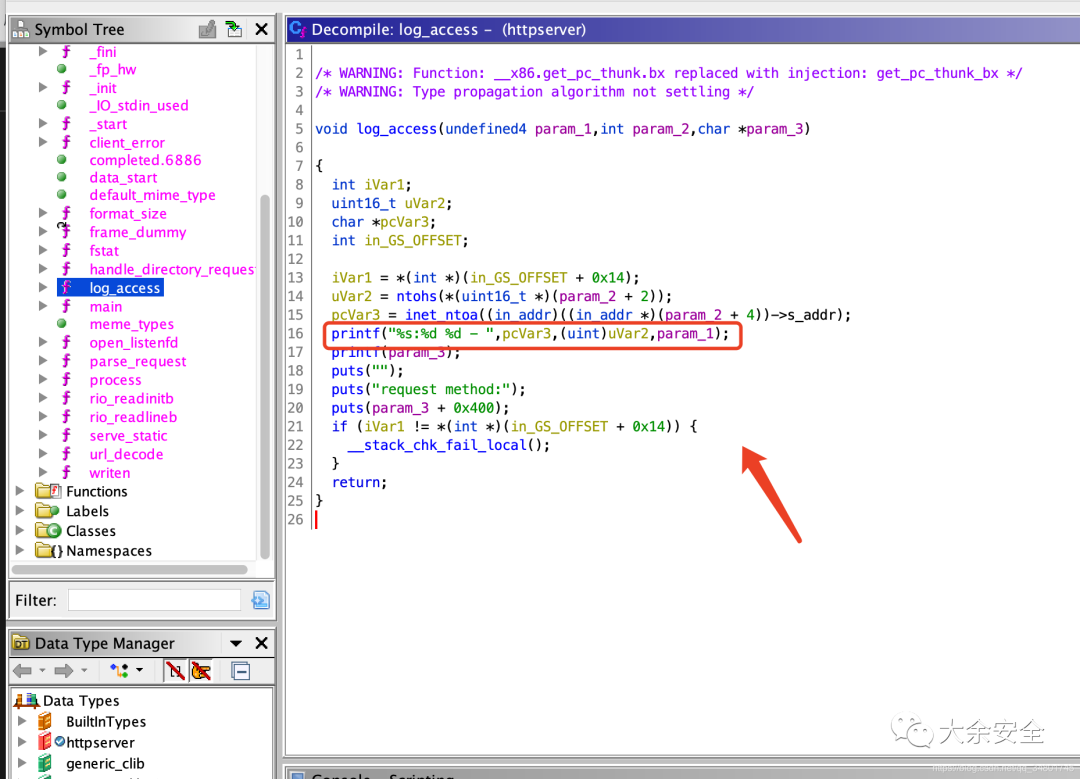 Symbol Tree
_fini
_fp_hw
_init
_IO_stdin_used
_start
client_error
completed.6886
data_start
default_mime_type
format_size
frame_dummy
fstat
handle_directory_reques
log_access
main
meme_types
open_listenfd
parse_request
process
rio_readinitb
rio_readlineb
serve_static
url_decode
writen
Functions
Labels
Classes
Namespaces
Filter:
Data Type Manager
Data Types
BuiltInTypes
httpserver
generic_clib
Decompile: log_access - (httpserver)
1
2 /* WARNING: Function: __x86.get_pc_thunk.bx replaced with injection: get_pc_thunk_bx */
3 /* WARNING: Type propagation algorithm not settling */
4
5 void log_access(undefined4 param_1,int param_2,char *param_3)
6
7 {
8 int iVar1;
9 uint16_t uVar2;
10 char *pcVar3;
11 int in_GS_OFFSET;
12
13 iVar1 = *(int *)(in_GS_OFFSET + 0x14);
14 uVar2 = ntohs(*(uint16_t *)(param_2 + 2));
15 pcVar3 = inet_ntoa((in_addr)((in_addr *)(param_2 + 4))->s_addr);
16 printf("%s:%d %d - ",pcVar3,(uint)uVar2,param_1);
17 printf(param_3);
18 puts("");
19 puts("request method:");
20 puts(param_3 + 0x400);
21 if (iVar1 != *(int *)(in_GS_OFFSET + 0x14)) {
22 __stack_chk_fail_local();
23 }
24 return;
25 }
26
大余安全
Console - Scripting